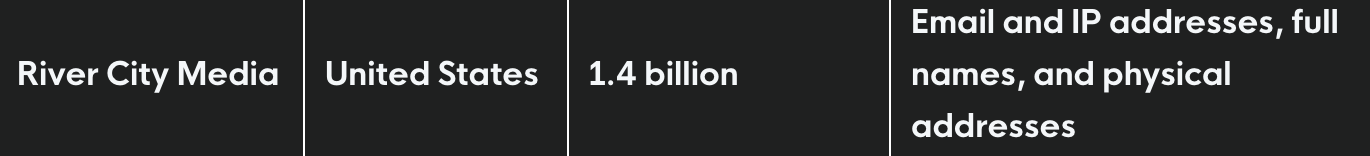 River City Media
United States
1.4 billion
Email and IP addresses, full
names, and physical
addresses